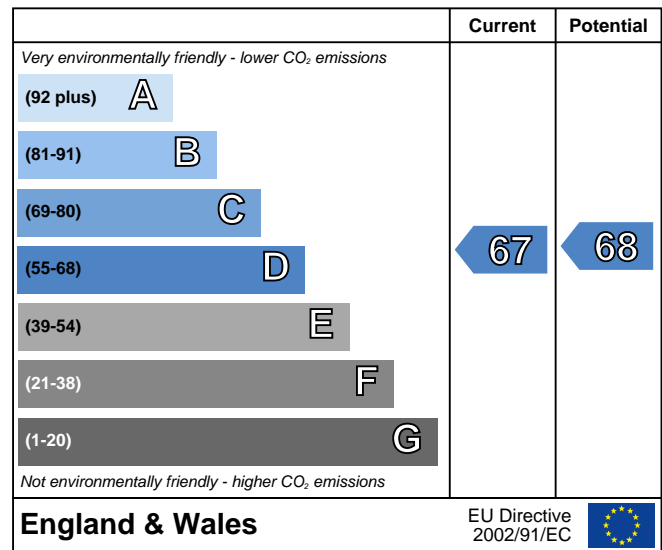 Current Potential
Very environmentally friendly - lower CO₂ emissions
(92 plus) A
(81-91) B
(69-80) C
(55-68) D
(39-54) E
(21-38) F
(1-20) G
67 68
Not environmentally friendly - higher CO₂ emissions
England & Wales
EU Directive
2002/91/EC